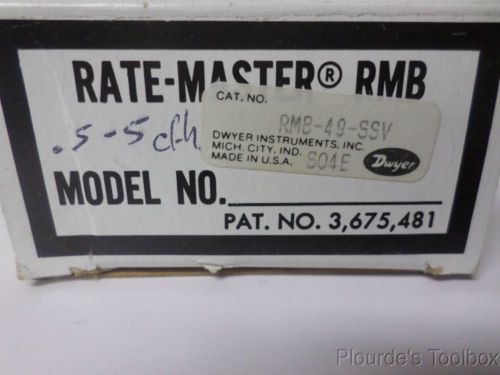 RATE-MASTER® RMB
.5-5 cfh
CAT. NO.
RMB-49-SSV
DWYER INSTRUMENTS, INC.
MICH. CITY, IND.
MADE IN U.S.A. S04E Dwyer
MODEL NO.
PAT. NO. 3,675,481
Plourde's Toolbox